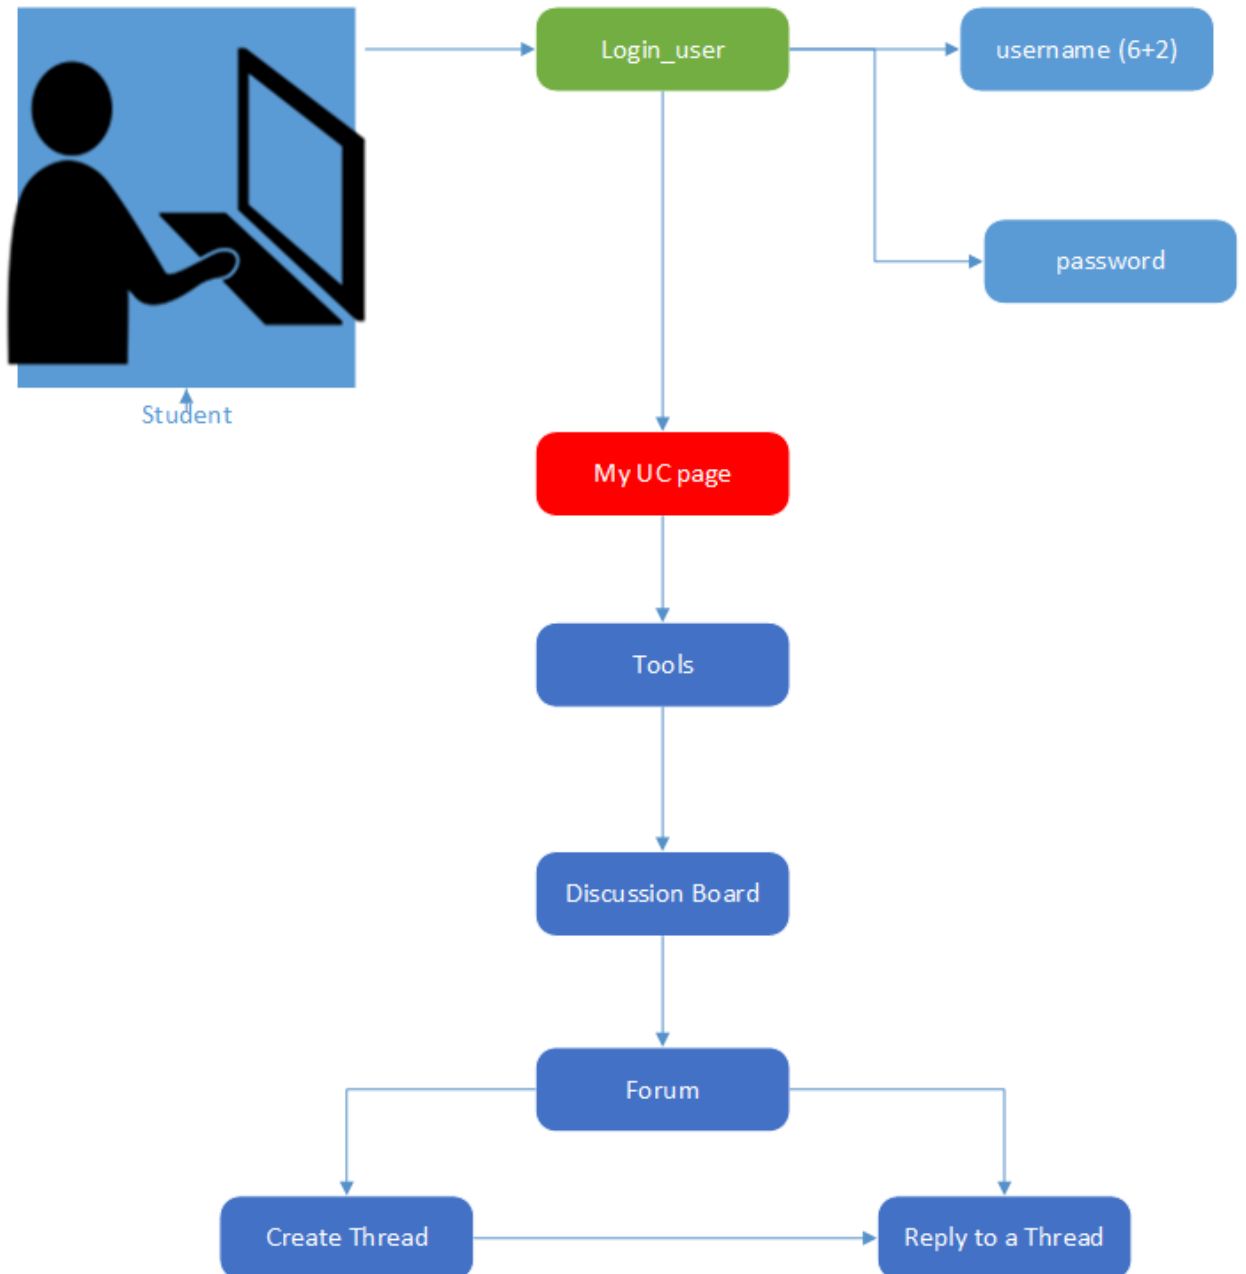 Login_user
username (6+2)
password
Student
My UC page
Tools
Discussion Board
Forum
Create Thread
Reply to a Thread